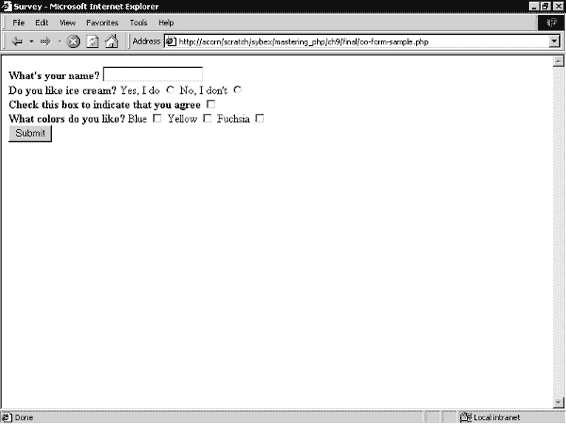 Survey - Microsoft Internet Explorer
File Edit View Favorites Tools Help
Address http://acorn/scratch/sybex/mastering_php/ch9/final/oo-form-sample.php
What's your name?
Do you like ice cream? Yes, I do No, I don't
Check this box to indicate that you agree
What colors do you like? Blue Yellow Fuchsia
Submit
Done Local intranet